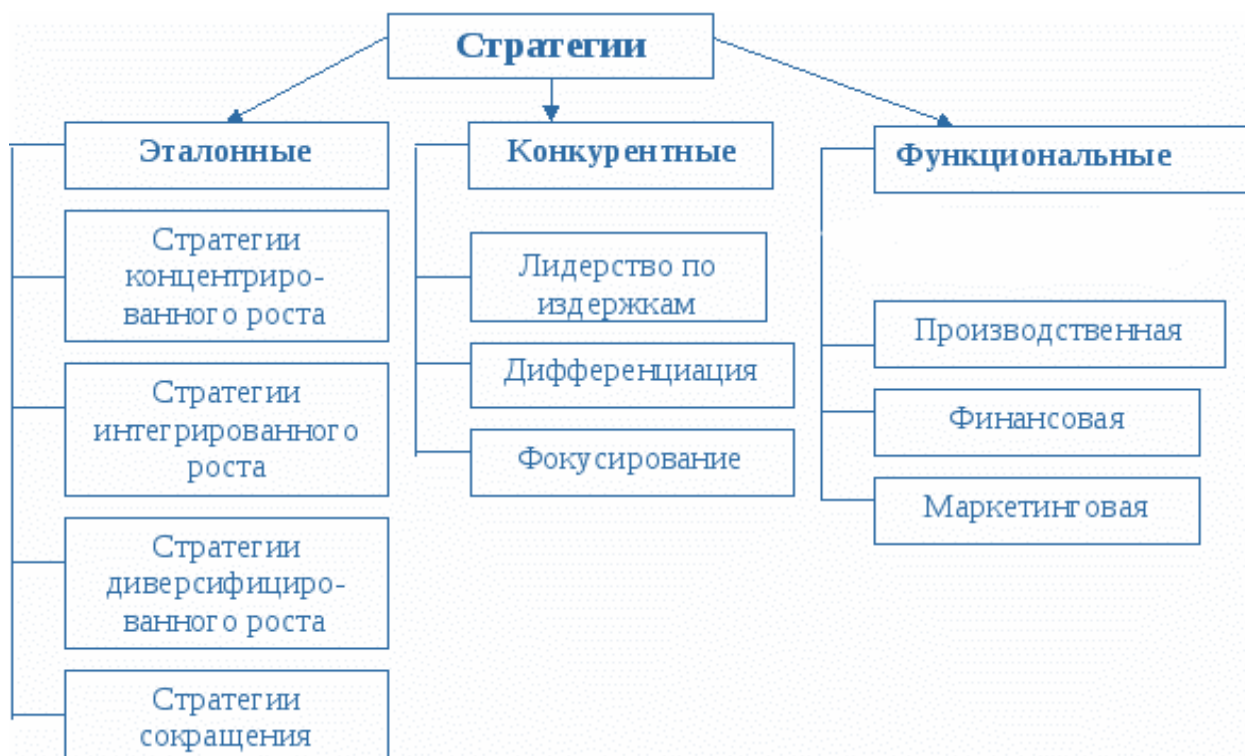 Стратегии
Эталонные
Стратегии
концентриро-
ванного роста
Стратегии
интегрированного
роста
Стратегии
диверсифициро-
ванного роста
Стратегии
сокращения
Конкурентные
Лидерство по
издержкам
Дифференциация
Фокусирование
Функциональные
Производственная
Финансовая
Маркетинговая